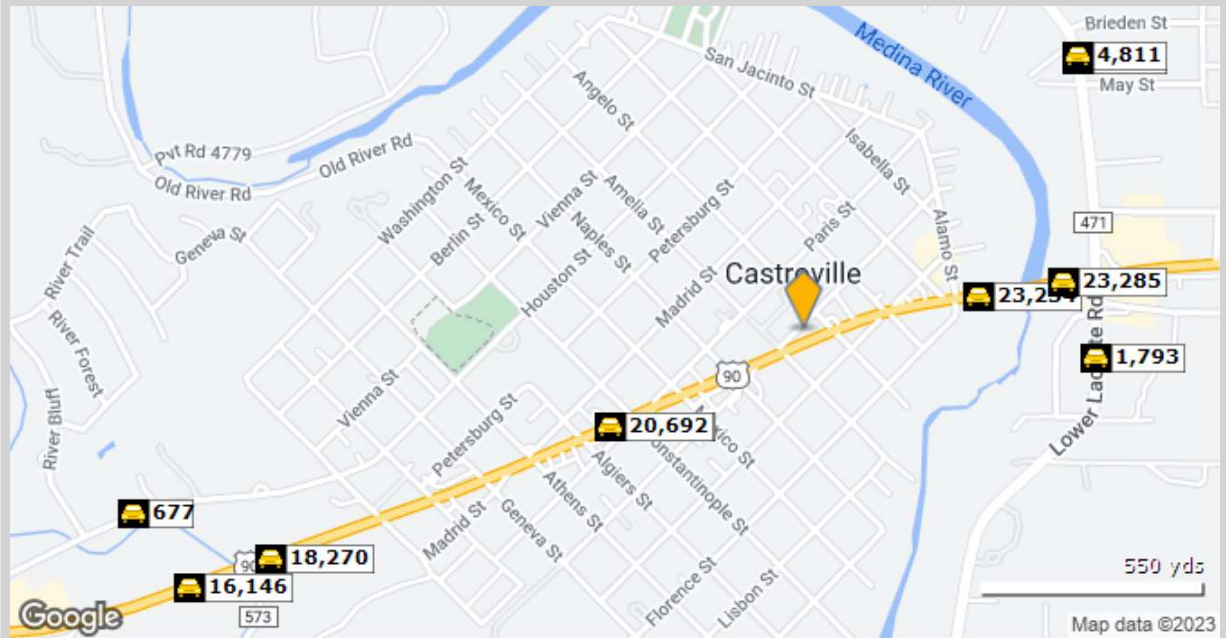 Brieden St
4,811
May St
Medina River
San Jacinto St
Angelo St
Isabella St
Pvt Rd 4779
Old River Rd
Old River Rd
Washington St
Mexico St
Vienna St
Amelia St
Petersburg St
Paris St
Alamo St
471
Geneva St
Berlin St
Naples St
Houston St
Madrid St
Castroville
River Trail
River Forest
23,285
Lower
Rd
1,793
90
Vienna St
Petersburg St
20,692
Mexico St
Constantinople St
River Bluff
Algiers St
Athens St
Geneva St
Madrid St
677
90
18,270
16,146
573
Florence St
Lisbon St
550 yds
Google
Map data ©2023